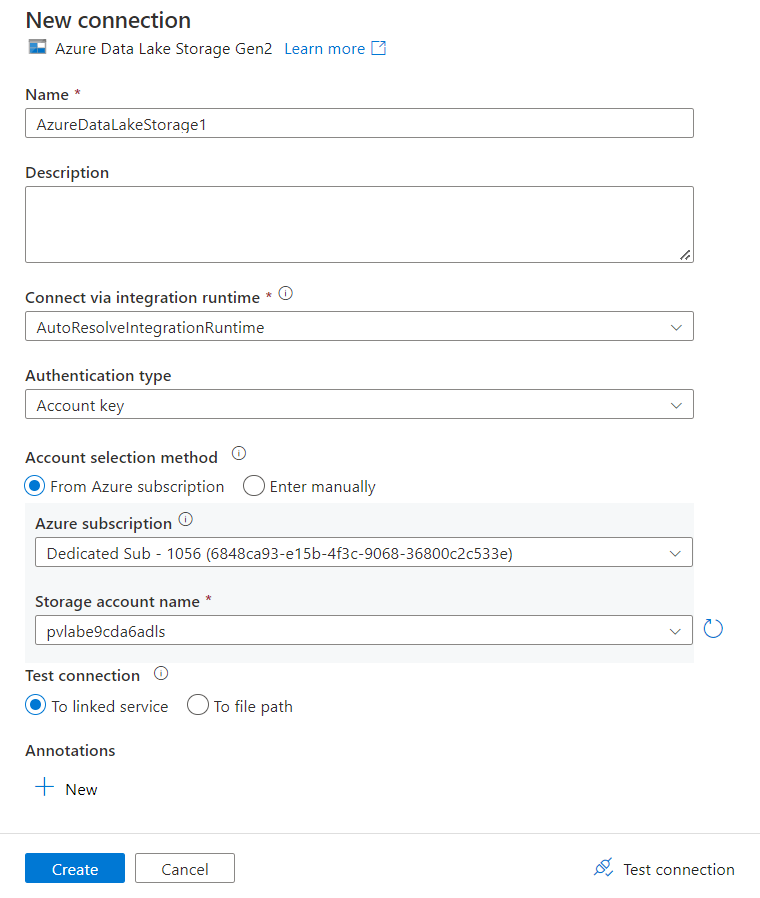 New connection
Azure Data Lake Storage Gen2 Learn more
Name *
AzureDataLakeStorage1
Description
Connect via integration runtime *
AutoResolveIntegrationRuntime
Authentication type
Account key
Account selection method
From Azure subscription Enter manually
Azure subscription
Dedicated Sub - 1056 (6848ca93-e15b-4f3c-9068-36800c2c533e)
Storage account name *
pvlabe9cda6adls
Test connection
To linked service To file path
Annotations
New
Create Cancel Test connection